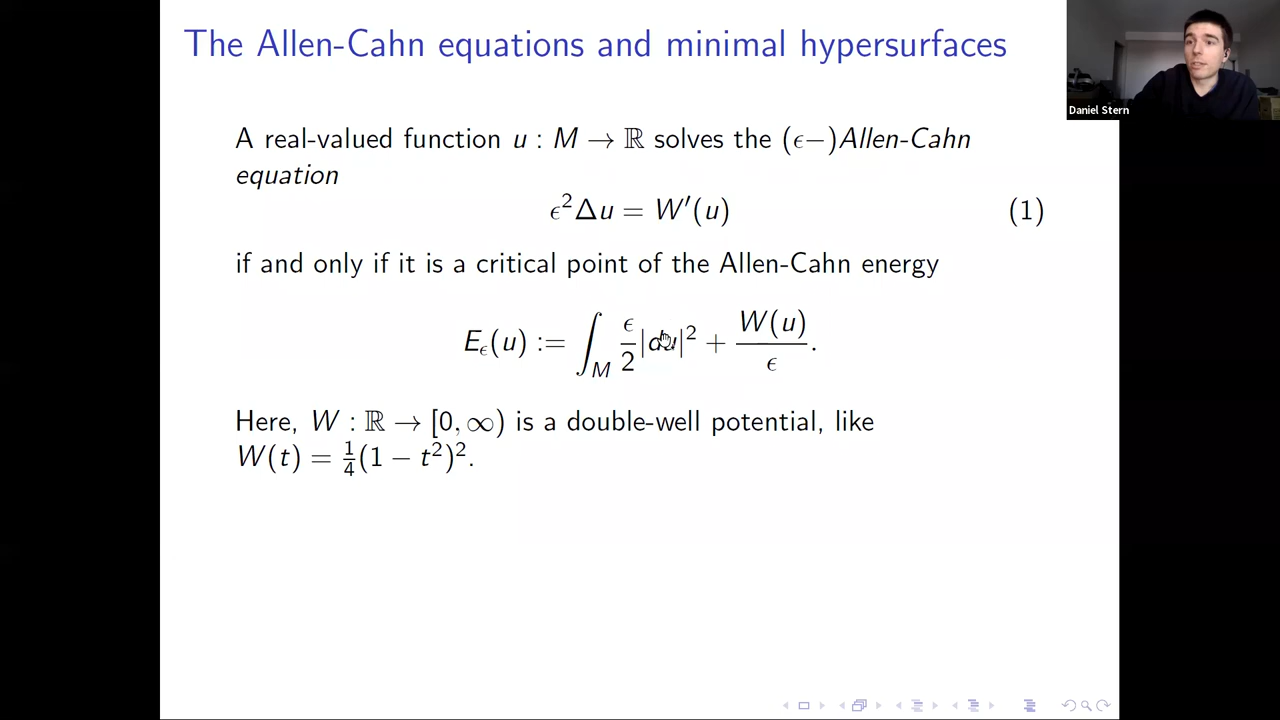 The Allen-Cahn equations and minimal hypersurfaces
Daniel Stern
A real-valued function u : M → ℝ solves the (ϵ−)Allen-Cahn
equation
ϵ²Δu = W′(u) (1)
if and only if it is a critical point of the Allen-Cahn energy
E_ϵ(u) := ∫_M ϵ/2 |du|² + W(u)/ϵ.
Here, W : ℝ → [0, ∞) is a double-well potential, like
W(t) = ¼(1 − t²)².